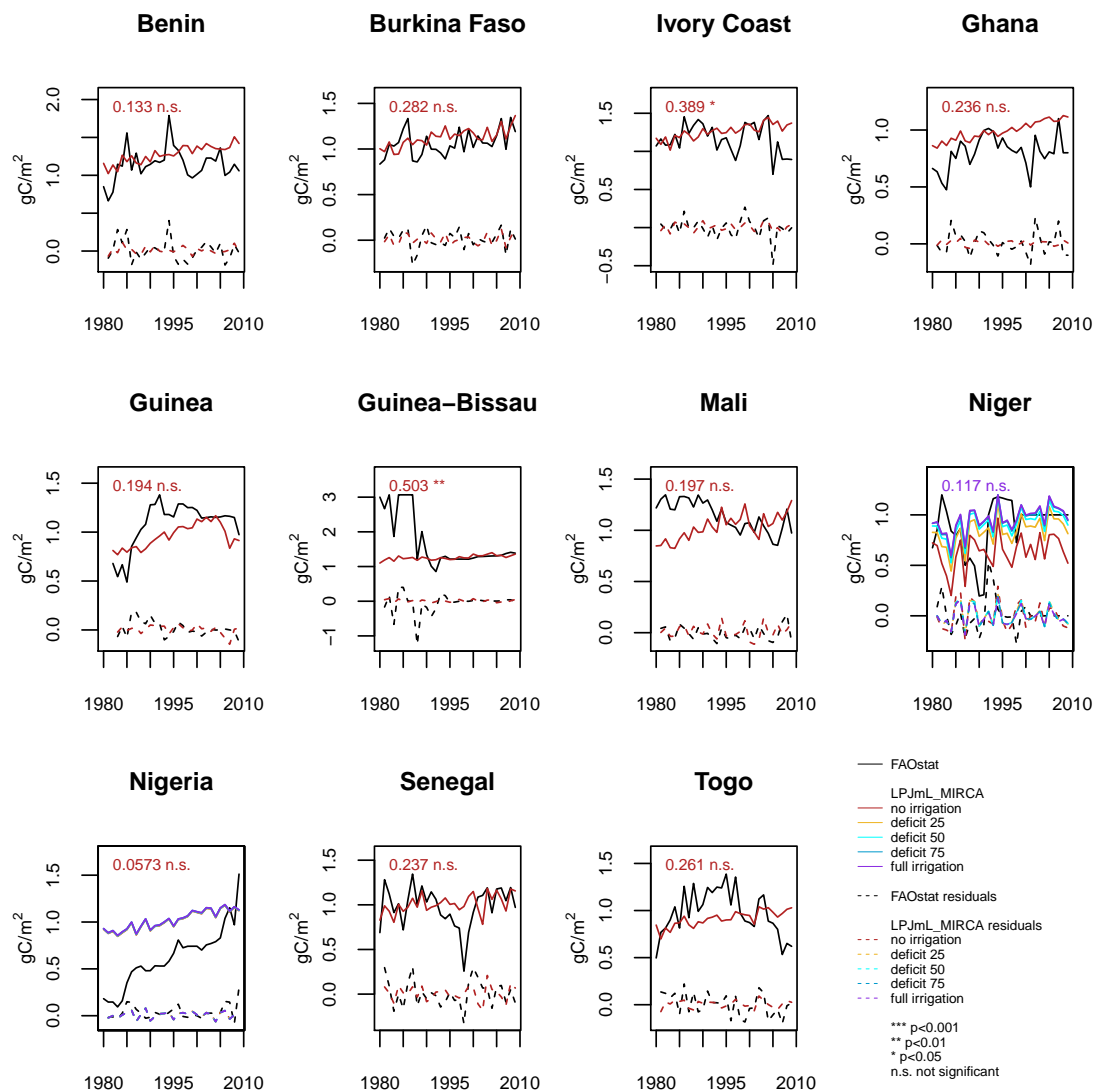 Benin
Burkina Faso
Ivory Coast
Ghana
gC/m²
0.0
1.0
2.0
0.133 n.s.
1980
1995
2010
gC/m²
0.0
0.5
1.0
1.5
0.282 n.s.
1980
1995
2010
gC/m²
−0.5
0.5
1.5
0.389 *
1980
1995
2010
gC/m²
0.0
0.5
1.0
0.236 n.s.
1980
1995
2010
Guinea
Guinea−Bissau
Mali
Niger
gC/m²
0.0
0.5
1.0
1.5
0.194 n.s.
1980
1995
2010
gC/m²
−1
0
1
2
3
0.503 **
1980
1995
2010
gC/m²
0.0
0.5
1.0
1.5
0.197 n.s.
1980
1995
2010
gC/m²
0.0
0.5
1.0
0.117 n.s.
1980
1995
2010
Nigeria
Senegal
Togo
gC/m²
0.0
0.5
1.0
1.5
0.0573 n.s.
1980
1995
2010
gC/m²
0.0
0.5
1.0
1.5
0.237 n.s.
1980
1995
2010
gC/m²
0.0
0.5
1.0
1.5
0.261 n.s.
1980
1995
2010
FAOstat
LPJmL_MIRCA
no irrigation
deficit 25
deficit 50
deficit 75
full irrigation
FAOstat residuals
LPJmL_MIRCA residuals
no irrigation
deficit 25
deficit 50
deficit 75
full irrigation
*** p<0.001
** p<0.01
* p<0.05
n.s. not significant